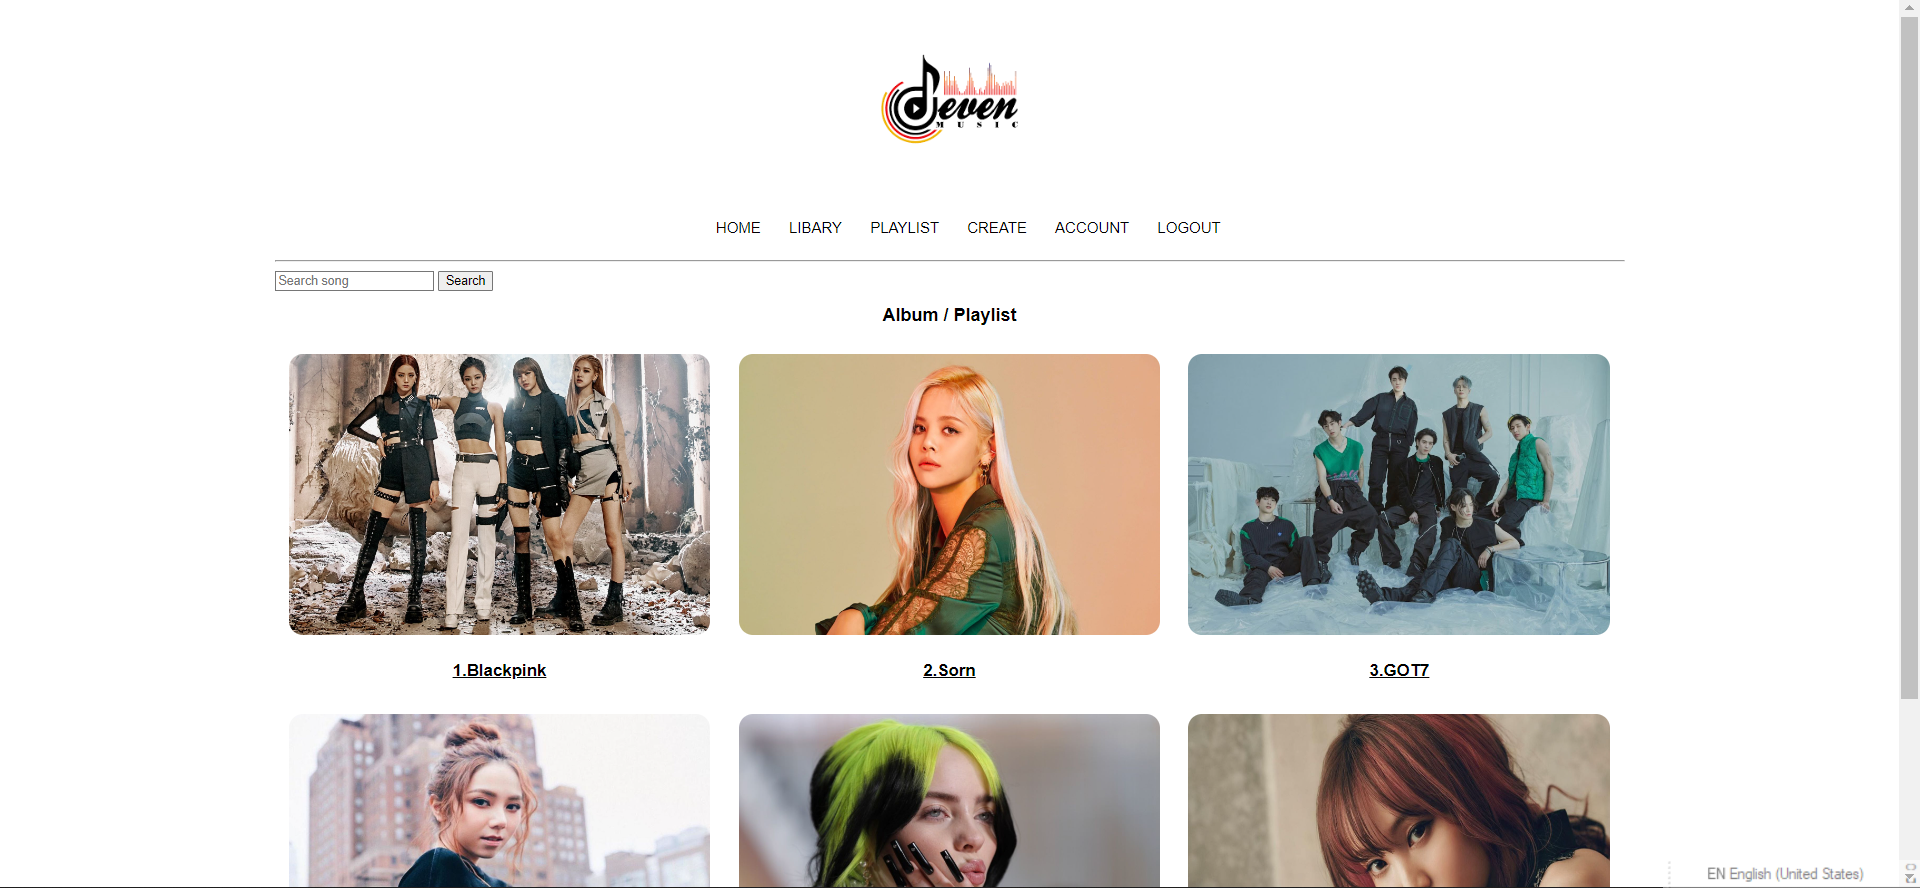 deven
MUSIC
HOME LIBARY PLAYLIST CREATE ACCOUNT LOGOUT
Search song Search
Album / Playlist
1.Blackpink 2.Sorn 3.GOT7
EN English (United States)